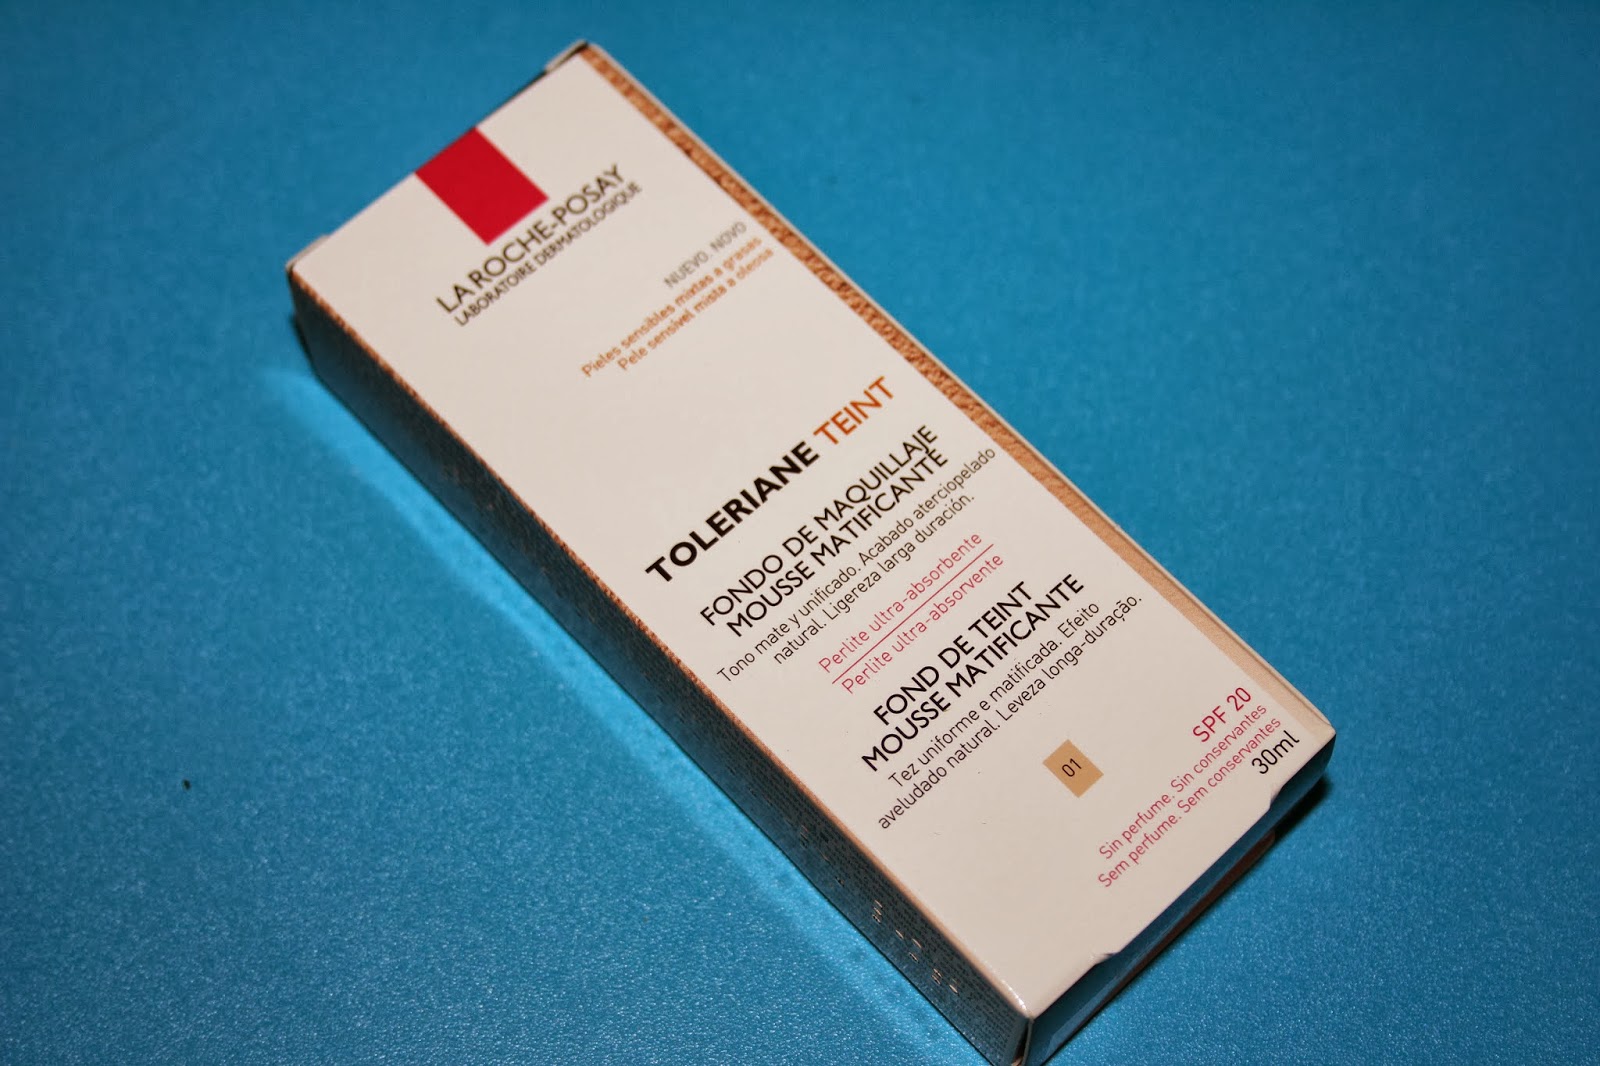 LA ROCHE-POSAY
LABORATOIRE DERMATOLOGIQUE
NUEVO. NOVO
Pieles sensibles mixtas a grasas
Pele sensível mista a oleosa
TOLERIANE TEINT
FONDO DE MAQUILLAJE
MOUSSE MATIFICANTE
Tono mate y unificado. Acabado aterciopelado
natural. Ligereza larga duración.
Perlite ultra-absorbente
Perlite ultra-absorvente
FOND DE TEINT
MOUSSE MATIFICANTE
Tez uniforme e matificada. Efeito
aveludado natural. Leveza longa-duração.
01
SPF 20
Sin perfume. Sin conservantes
Sem perfume. Sem conservantes
30ml